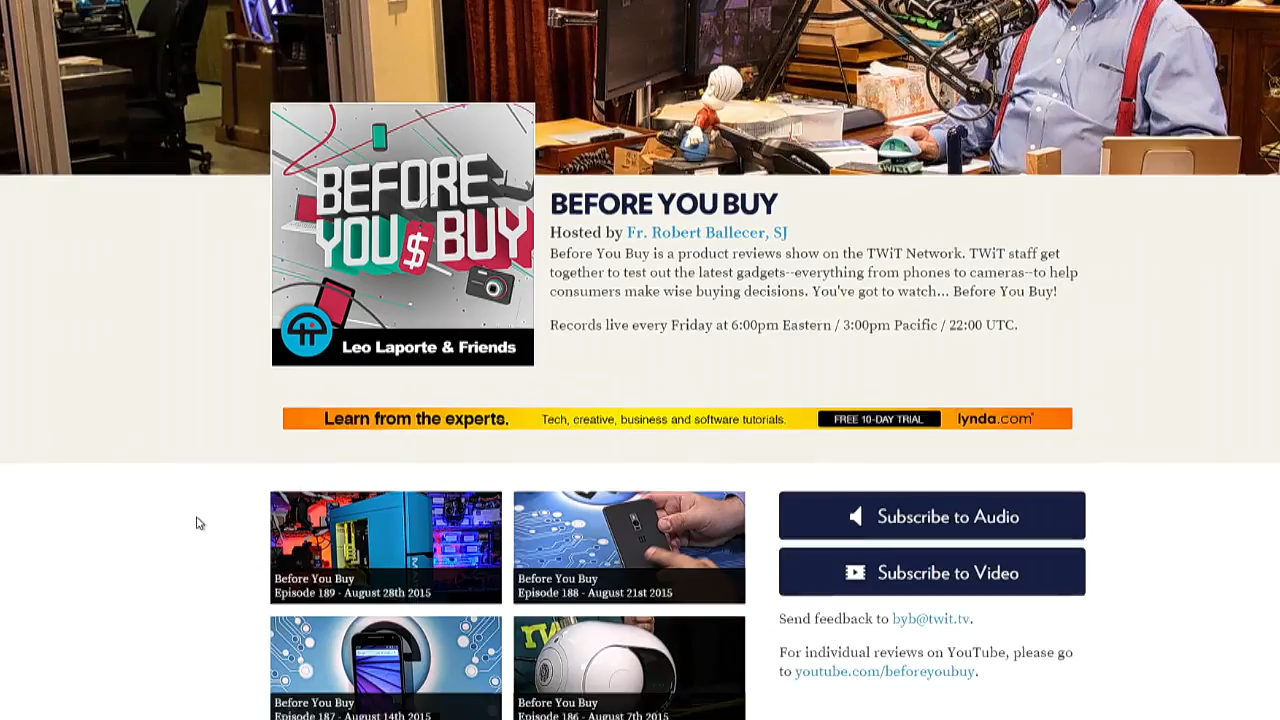 BEFORE
YOU $ BUY
Leo Laporte & Friends
BEFORE YOU BUY
Hosted by Fr. Robert Ballecer, SJ
Before You Buy is a product reviews show on the TWiT Network. TWiT staff get
together to test out the latest gadgets--everything from phones to cameras--to help
consumers make wise buying decisions. You've got to watch... Before You Buy!
Records live every Friday at 6:00pm Eastern / 3:00pm Pacific / 22:00 UTC.
Learn from the experts. Tech, creative, business and software tutorials. FREE 10-DAY TRIAL lynda.com
Before You Buy
Episode 189 - August 28th 2015
Before You Buy
Episode 188 - August 21st 2015
Subscribe to Audio
Subscribe to Video
Send feedback to byb@twit.tv.
For individual reviews on YouTube, please go
to youtube.com/beforeyoubuy.
Before You Buy
Episode 187 - August 14th 2015
Before You Buy
Episode 186 - August 7th 2015